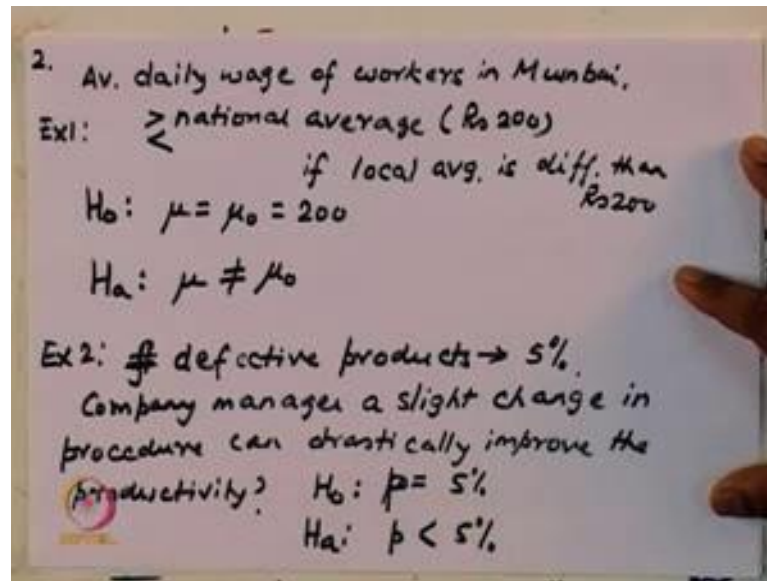 2. Av. daily wage of workers in Mumbai.
Ex1: ≷ national average (Rs 200)
if local avg. is diff. than
Rs200
H₀: μ = μ₀ = 200
Hₐ: μ ≠ μ₀
Ex2: # defective products → 5%.
Company manager a slight change in
procedure can drastically improve the
productivity? H₀: p = 5%
Hₐ: p < 5%